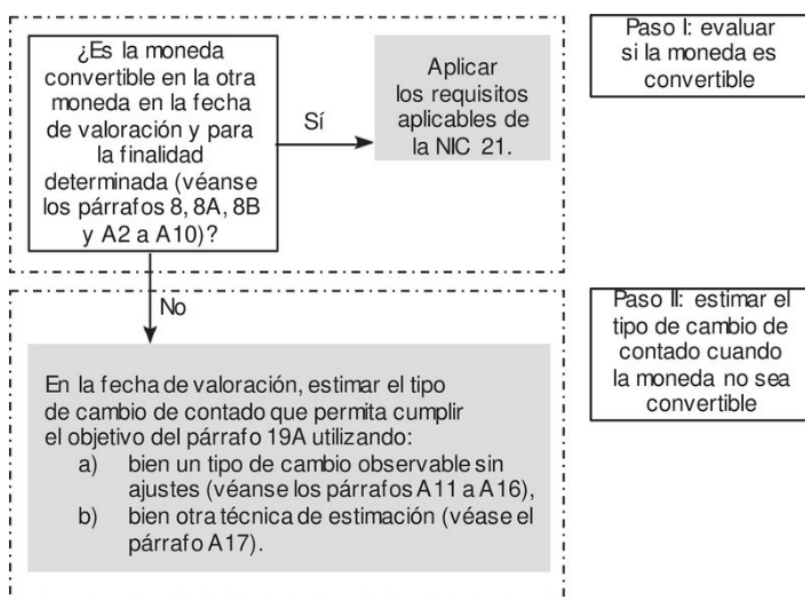 ¿Es la moneda
convertible en la otra
moneda en la fecha
de valoración y para
la finalidad
determinada (véanse
los párrafos 8, 8A, 8B
y A2 a A10)?
Sí
Aplicar
los requisitos
aplicables de
la NIC 21.
Paso I: evaluar
si la moneda es
convertible
No
En la fecha de valoración, estimar el tipo
de cambio de contado que permita cumplir
el objetivo del párrafo 19A utilizando:
a) bien un tipo de cambio observable sin
ajustes (véanse los párrafos A11 a A16),
b) bien otra técnica de estimación (véase el
párrafo A17).
Paso II: estimar el
tipo de cambio de
contado cuando
la moneda no sea
convertible